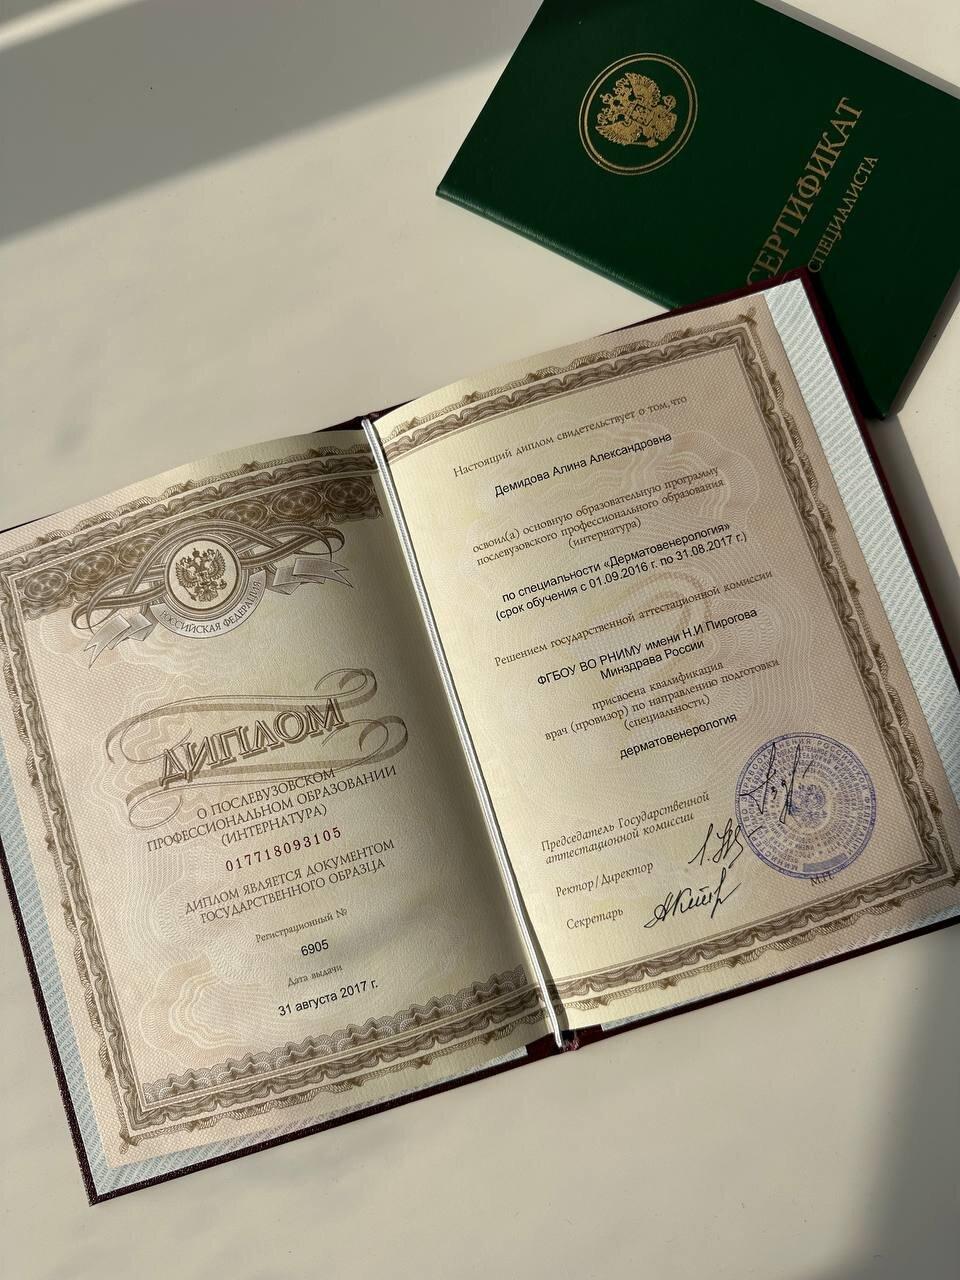 СЕРТИФИКАТ
СПЕЦИАЛИСТА
РОССИЙСКАЯ ФЕДЕРАЦИЯ
ДИПЛОМ
О ПОСЛЕВУЗОВСКОМ
ПРОФЕССИОНАЛЬНОМ ОБРАЗОВАНИИ
(ИНТЕРНАТУРА)
017718093105
ДИПЛОМ ЯВЛЯЕТСЯ ДОКУМЕНТОМ
ГОСУДАРСТВЕННОГО ОБРАЗЦА
Регистрационный №
6905
Дата выдачи
31 августа 2017 г.
Настоящий диплом свидетельствует о том, что
Демидова Алина Александровна
освоил(а) основную образовательную программу
послевузовского профессионального образования
(интернатура)
по специальности «Дерматовенерология»
(срок обучения с 01.09.2016 г. по 31.08.2017 г.)
Решением государственной аттестационной комиссии
ФГБОУ ВО РНИМУ имени Н.И Пирогова
Минздрава России
присвоена квалификация
врач (провизор) по направлению подготовки
(специальности)
дерматовенерология
Председатель Государственной
аттестационной комиссии
Ректор/Директор
Секретарь
М.П.